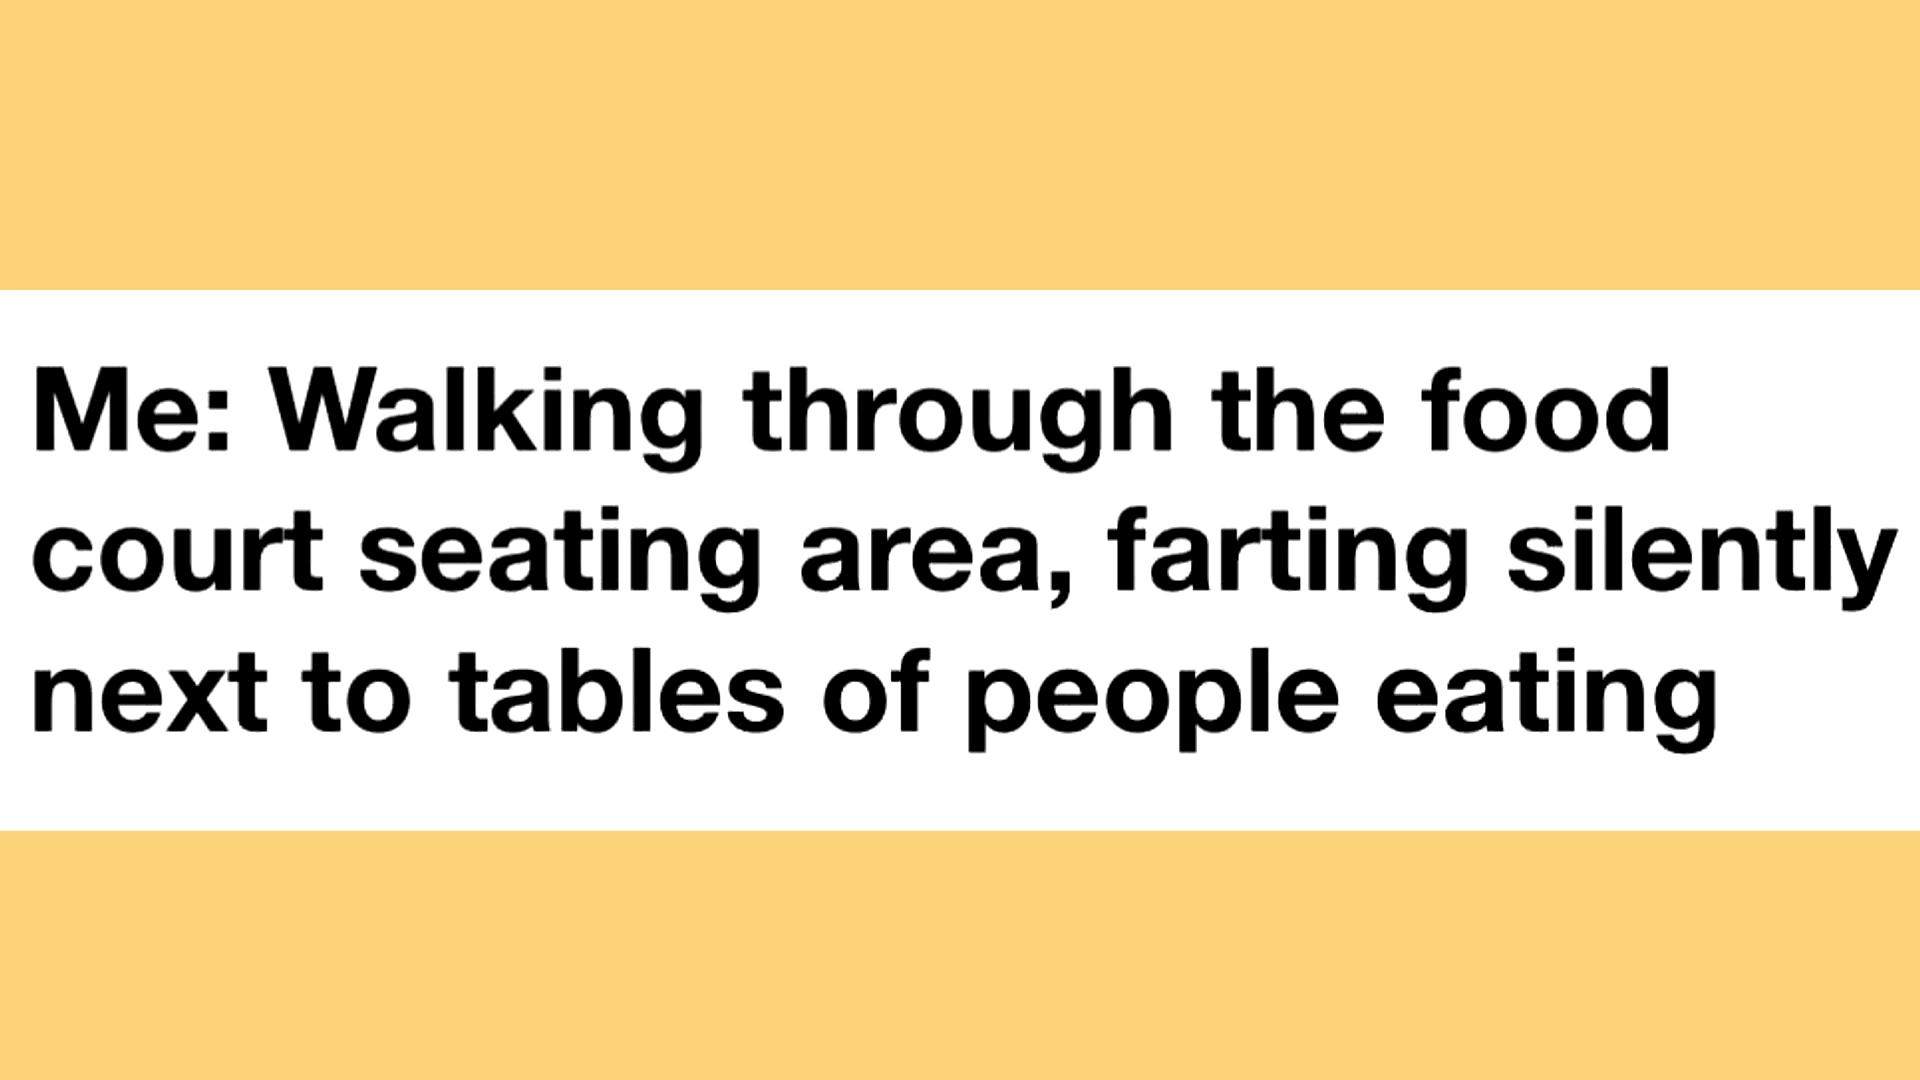 Me: Walking through the food
court seating area, farting silently
next to tables of people eating